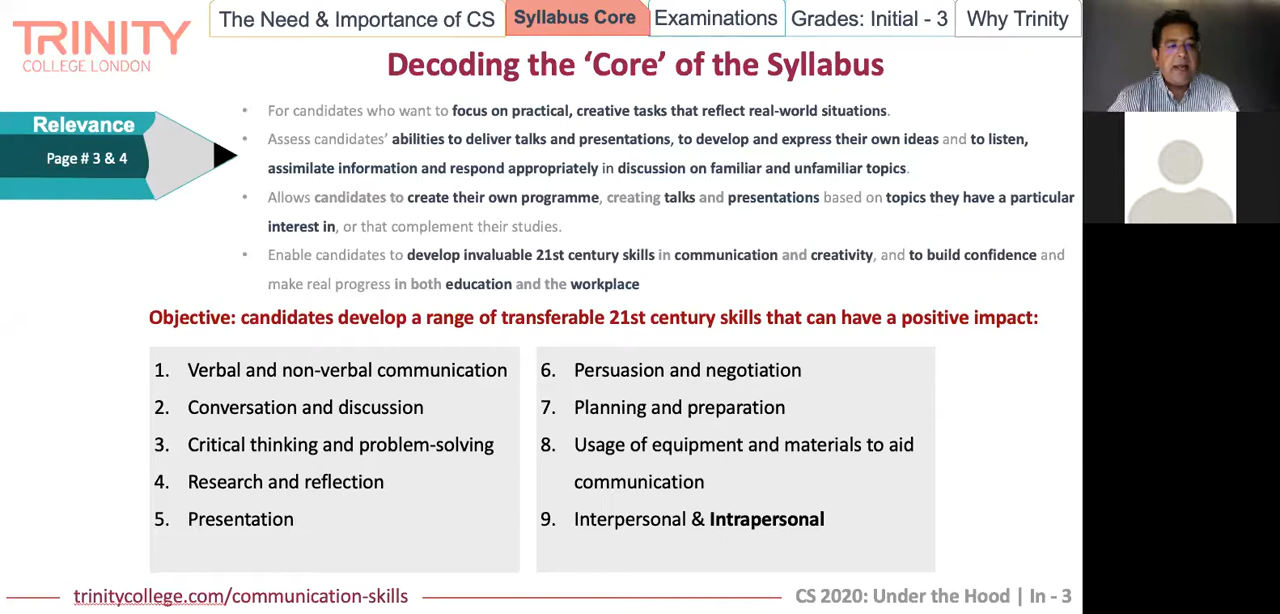 TRINITY
COLLEGE LONDON
The Need & Importance of CS
Syllabus Core
Examinations
Grades: Initial - 3
Why Trinity
Decoding the ‘Core’ of the Syllabus
Relevance
Page # 3 & 4
• For candidates who want to focus on practical, creative tasks that reflect real-world situations.
• Assess candidates’ abilities to deliver talks and presentations, to develop and express their own ideas and to listen,
assimilate information and respond appropriately in discussion on familiar and unfamiliar topics.
• Allows candidates to create their own programme, creating talks and presentations based on topics they have a particular
interest in, or that complement their studies.
• Enable candidates to develop invaluable 21st century skills in communication and creativity, and to build confidence and
make real progress in both education and the workplace
Objective: candidates develop a range of transferable 21st century skills that can have a positive impact:
1. Verbal and non-verbal communication
2. Conversation and discussion
3. Critical thinking and problem-solving
4. Research and reflection
5. Presentation
6. Persuasion and negotiation
7. Planning and preparation
8. Usage of equipment and materials to aid
communication
9. Interpersonal & Intrapersonal
trinitycollege.com/communication-skills
CS 2020: Under the Hood | In - 3